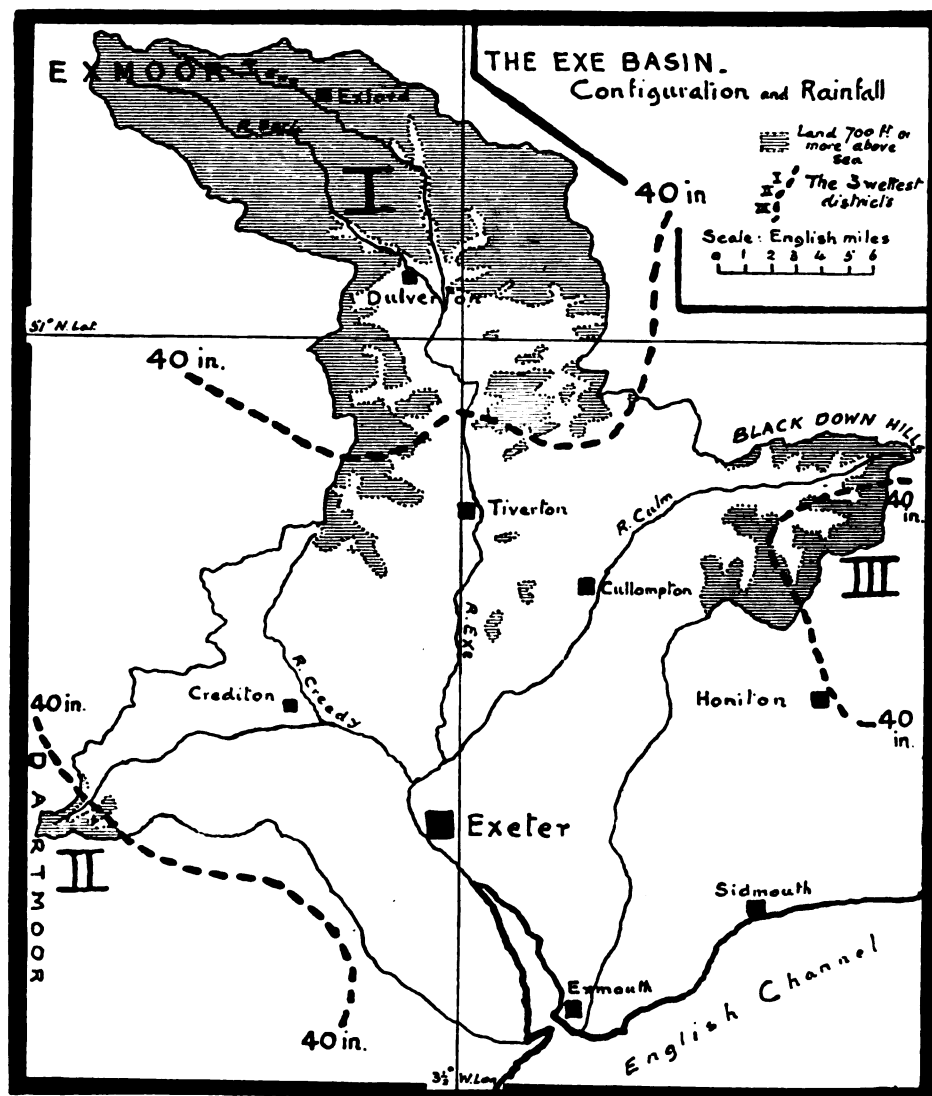 THE EXE BASIN.
Configuration and Rainfall
Land 700 ft or
more above
sea
I
II
III
The 3 wettest
districts
Scale: English miles
0 1 2 3 4 5 6
EXMOOR
Exford
R. Barle
I
40 in
Dulverton
51° N. Lat.
40 in.
BLACK DOWN HILLS
40
in.
Tiverton
R. Culm
III
Cullompton
R. Exe
R. Creedy
Crediton
Honiton
40 in.
40
in.
DARTMOOR
Exeter
II
Sidmouth
English Channel
Exmouth
40 in.
3½° W. Lon